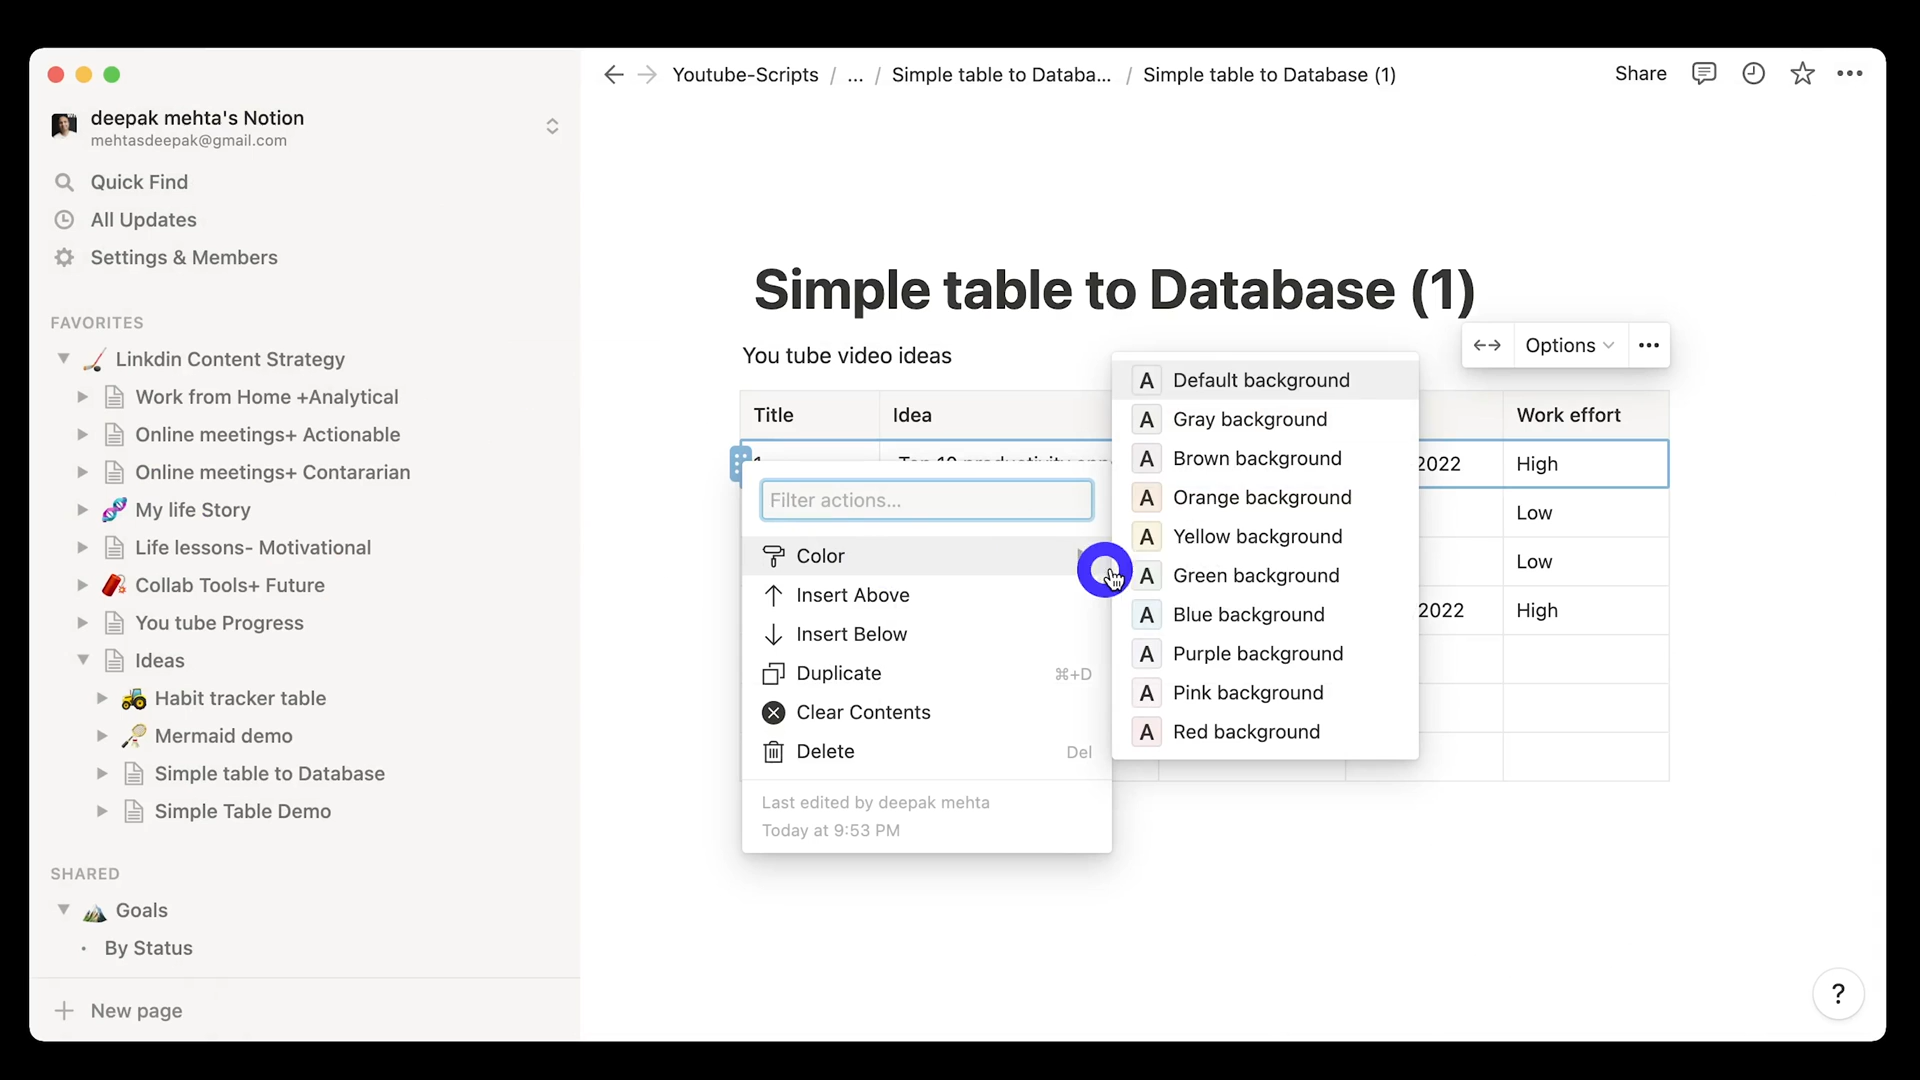 deepak mehta's Notion
mehtasdeepak@gmail.com
Quick Find
All Updates
Settings & Members
FAVORITES
Linkdin Content Strategy
Work from Home +Analytical
Online meetings+ Actionable
Online meetings+ Contararian
My life Story
Life lessons- Motivational
Collab Tools+ Future
You tube Progress
Ideas
Habit tracker table
Mermaid demo
Simple table to Database
Simple Table Demo
SHARED
Goals
By Status
New page
Youtube-Scripts / ... / Simple table to Databa... / Simple table to Database (1)
Share
Simple table to Database (1)
You tube video ideas
Options
Title Idea Work effort
2022 High
Low
Low
2022 High
Filter actions...
Color
Insert Above
Insert Below
Duplicate ⌘+D
Clear Contents
Delete Del
Last edited by deepak mehta
Today at 9:53 PM
A Default background
A Gray background
A Brown background
A Orange background
A Yellow background
A Green background
A Blue background
A Purple background
A Pink background
A Red background
?